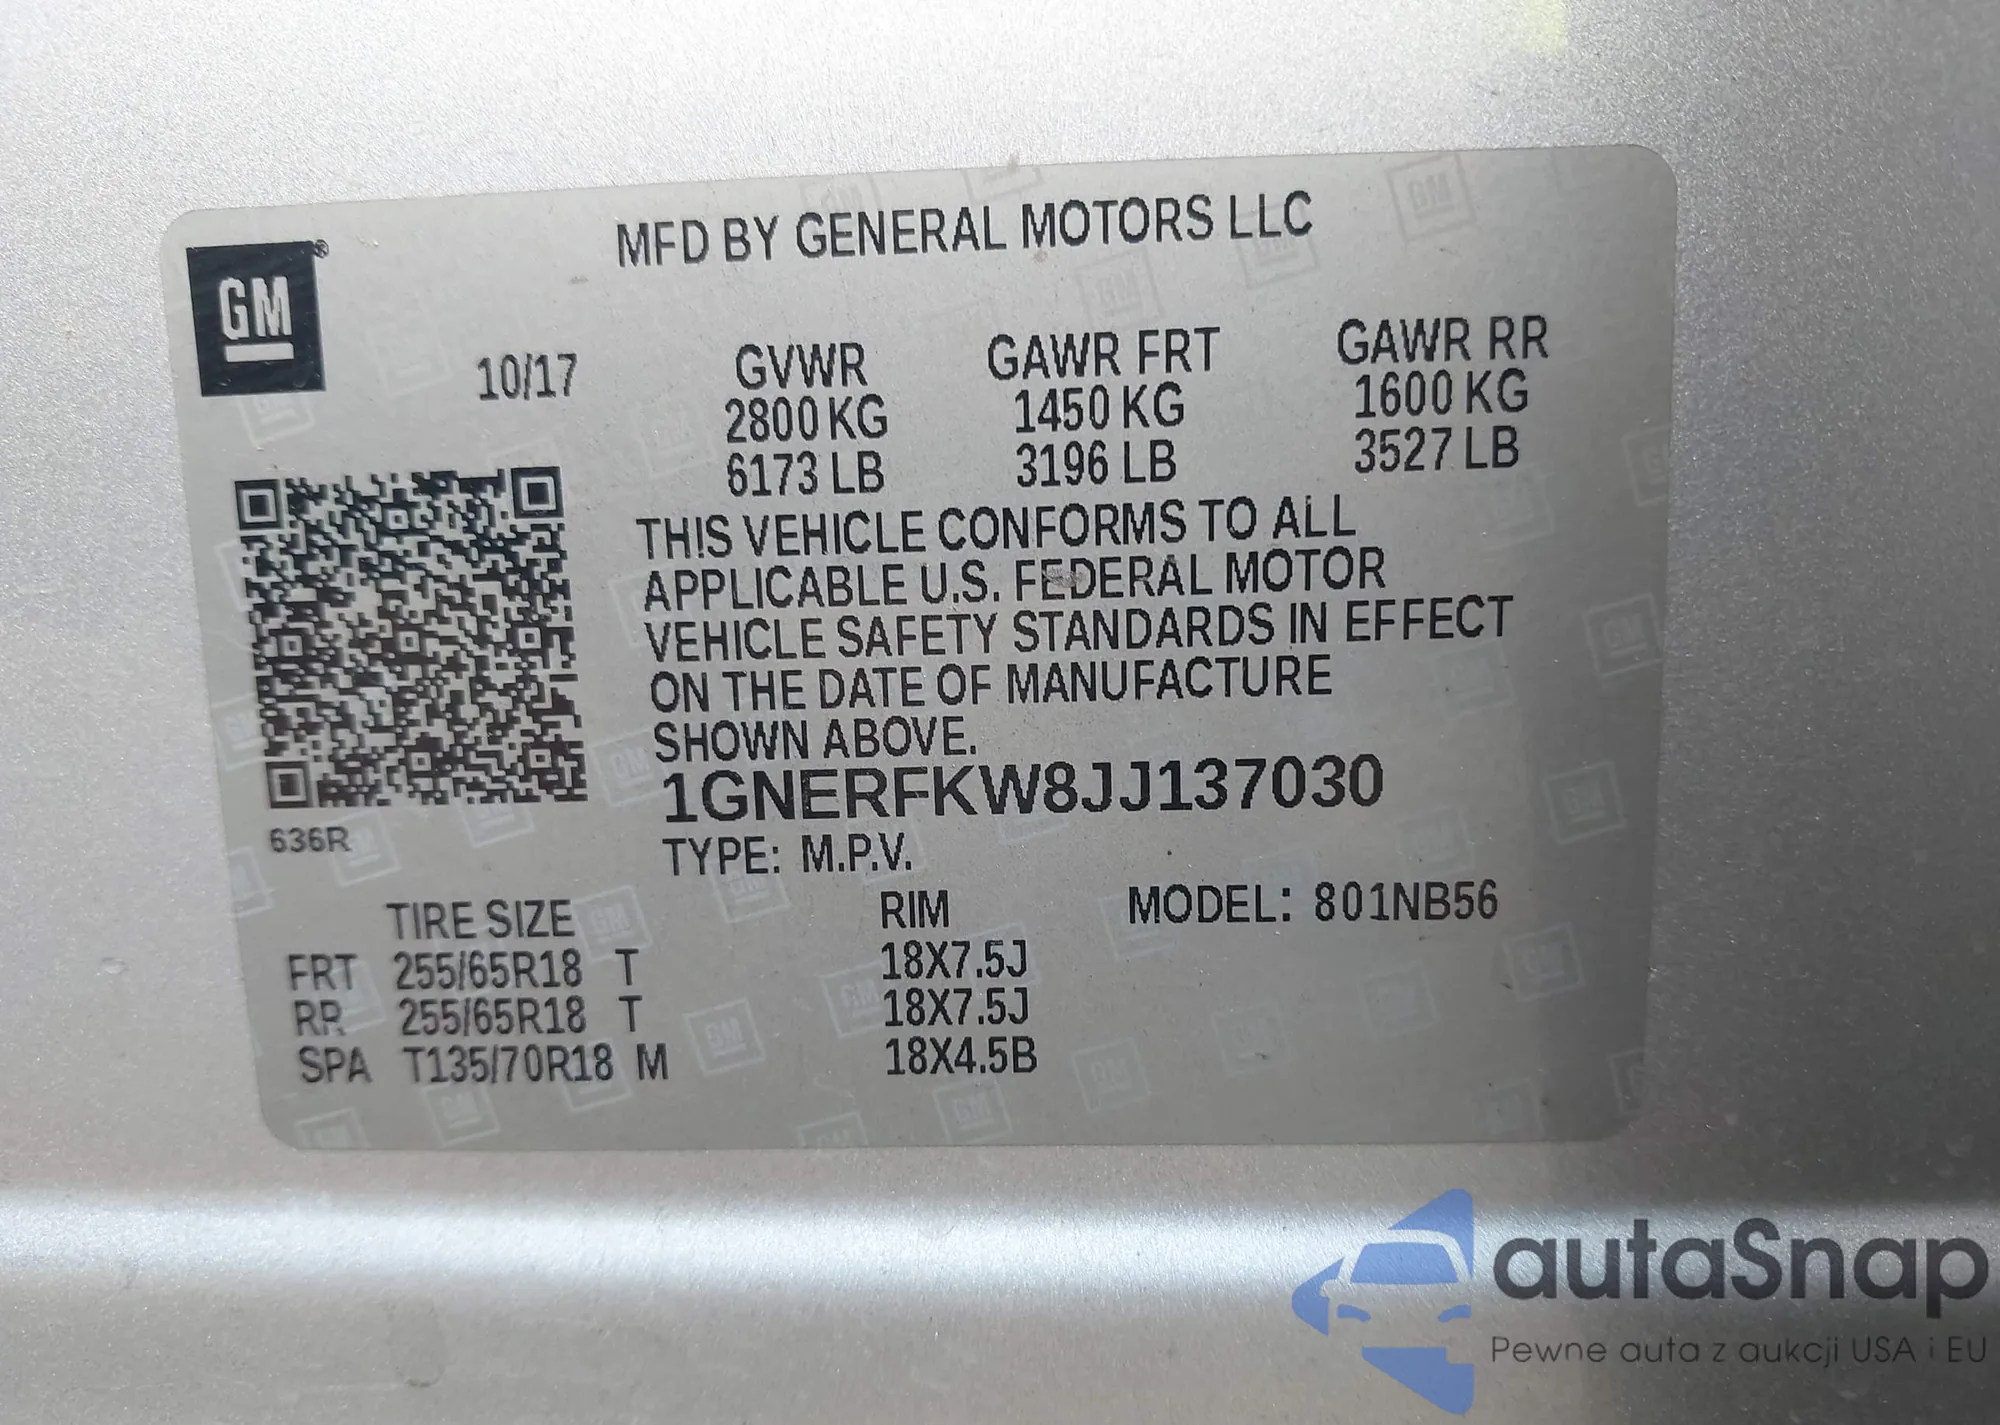 MFD BY GENERAL MOTORS LLC
GM®
10/17
GVWR GAWR FRT GAWR RR
2800 KG 1450 KG 1600 KG
6173 LB 3196 LB 3527 LB
THIS VEHICLE CONFORMS TO ALL
APPLICABLE U.S. FEDERAL MOTOR
VEHICLE SAFETY STANDARDS IN EFFECT
ON THE DATE OF MANUFACTURE
SHOWN ABOVE.
1GNERFKW8JJ137030
636R
TYPE: M.P.V.
TIRE SIZE RIM MODEL: 801NB56
FRT 255/65R18 T 18X7.5J
RR 255/65R18 T 18X7.5J
SPA T135/70R18 M 18X4.5B
autaSnap
Pewne auta z aukcji USA i EU